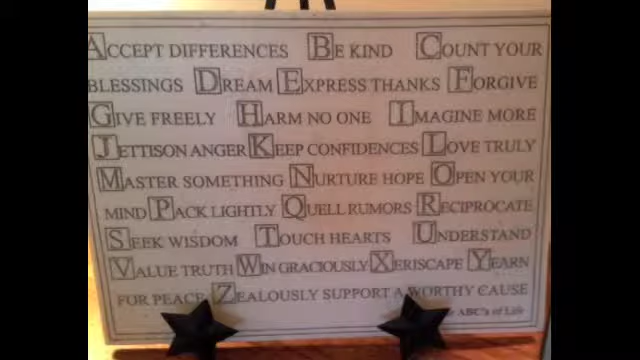 ACCEPT DIFFERENCES BE KIND COUNT YOUR
BLESSINGS DREAM EXPRESS THANKS FORGIVE
GIVE FREELY HARM NO ONE IMAGINE MORE
JETTISON ANGER KEEP CONFIDENCES LOVE TRULY
MASTER SOMETHING NURTURE HOPE OPEN YOUR
MIND PACK LIGHTLY QUELL RUMORS RECIPROCATE
SEEK WISDOM TOUCH HEARTS UNDERSTAND
VALUE TRUTH WIN GRACIOUSLY XERISCAPE YEARN
FOR PEACE ZEALOUSLY SUPPORT A WORTHY CAUSE
ABC's of Life